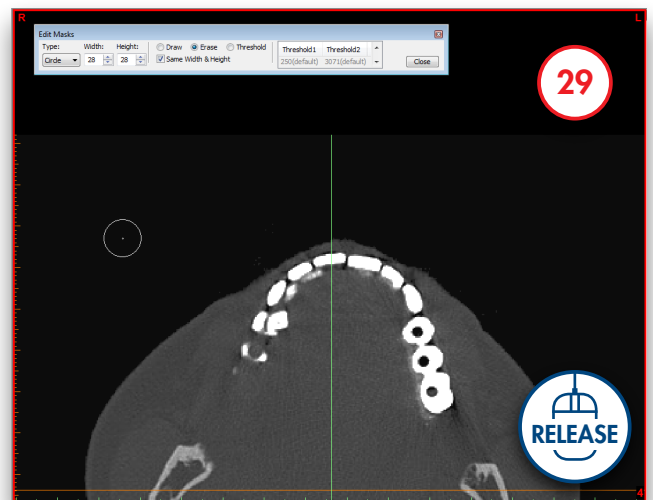 R
L
Edit Masks
Type: Width: Height: Draw Erase Threshold Threshold1 Threshold2
Circle 28 28 Same Width & Height 250(default) 3071(default) Close
29
RELEASE
4